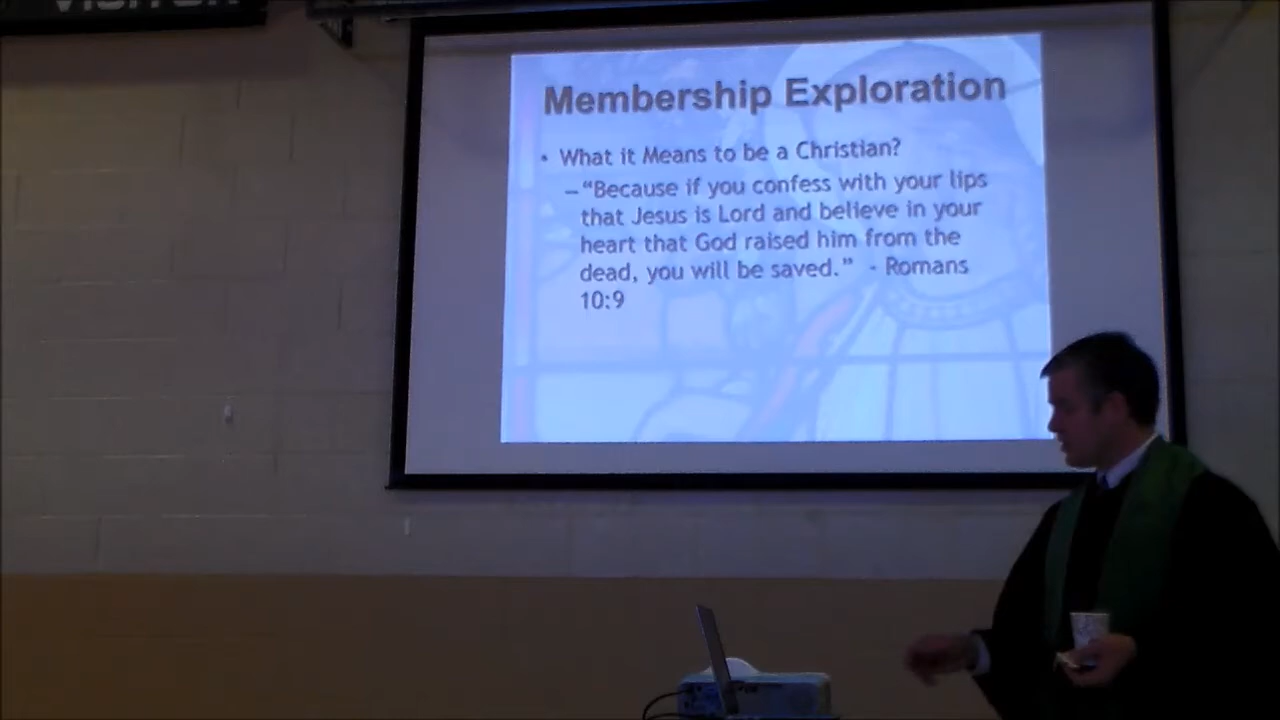 VISITOR
Membership Exploration
• What it Means to be a Christian?
–“Because if you confess with your lips
that Jesus is Lord and believe in your
heart that God raised him from the
dead, you will be saved.” - Romans
10:9